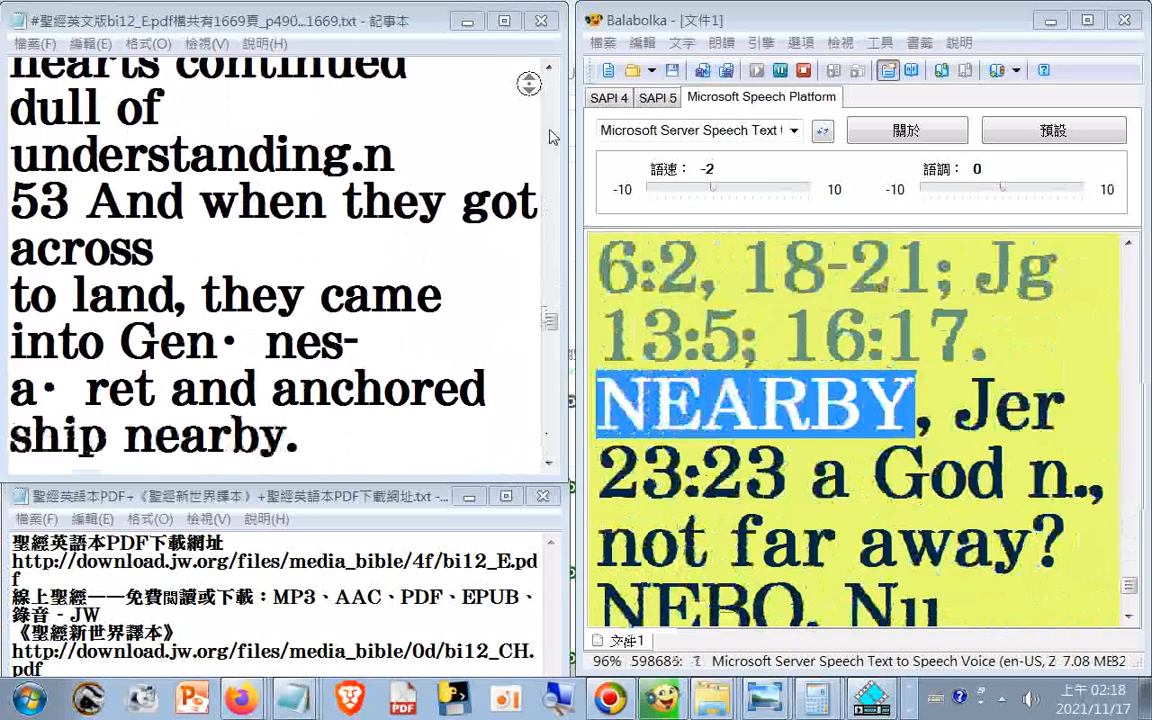 #聖經英文版bi12_E.pdf檔共有1669頁_p490...1669.txt - 記事本
檔案(F) 編輯(E) 格式(O) 檢視(V) 說明(H)
hearts continued
dull of
understanding.n
53 And when they got
across
to land, they came
into Gen· nes-
a· ret and anchored
ship nearby.
聖經英語本PDF+《聖經新世界譯本》+聖經英語本PDF下載網址.txt -...
檔案(F) 編輯(E) 格式(O) 檢視(V) 說明(H)
聖經英語本PDF下載網址
http://download.jw.org/files/media_bible/4f/bi12_E.pd
f
線上聖經——免費閱讀或下載：MP3、AAC、PDF、EPUB、
錄音 - JW
《聖經新世界譯本》
http://download.jw.org/files/media_bible/0d/bi12_CH.
pdf
Balabolka - [文件1]
檔案 編輯 文字 朗讀 引擎 選項 檢視 工具 書籤 說明
SAPI 4 SAPI 5 Microsoft Speech Platform
Microsoft Server Speech Text t 關於 預設
語速： -2 語調： 0
-10 10 -10 10
6:2, 18-21; Jg
13:5; 16:17.
NEARBY, Jer
23:23 a God n.,
not far away?
NEBO, Nu
文件1
96% Microsoft Server Speech Text to Speech Voice (en-US, Z 7.08 MB
上午 02:18
2021/11/17